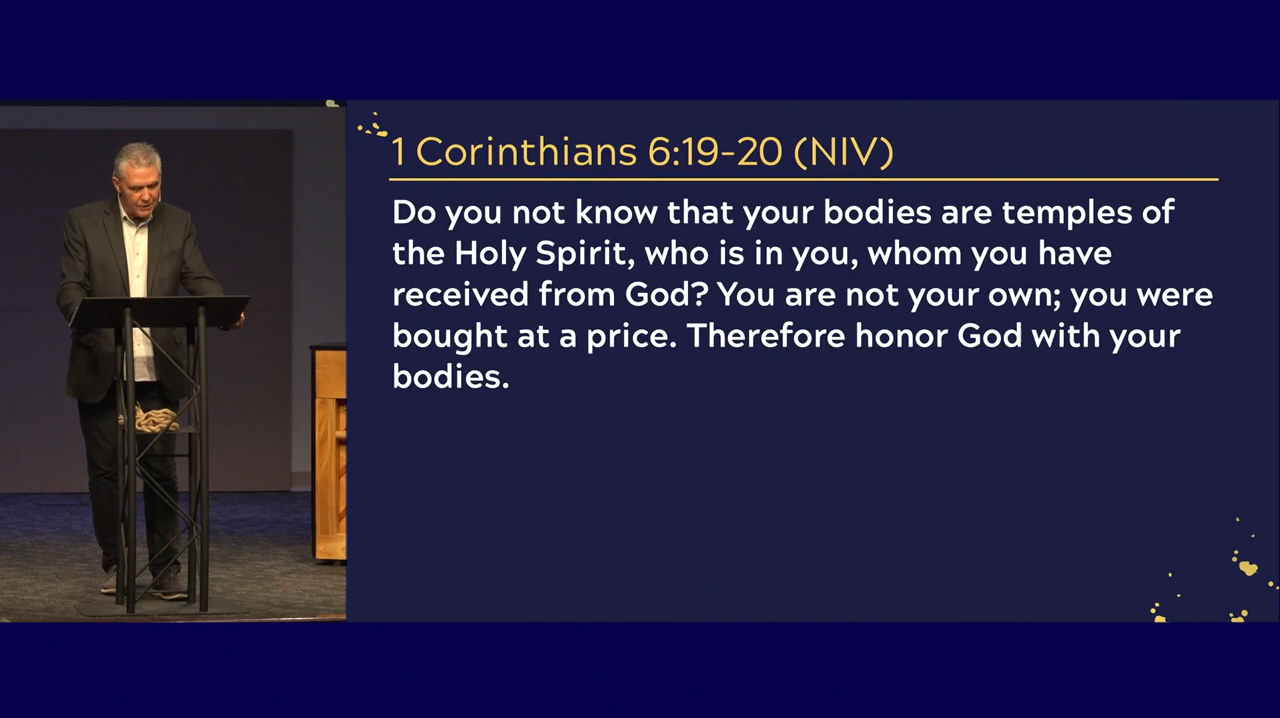 1 Corinthians 6:19-20 (NIV)
Do you not know that your bodies are temples of
the Holy Spirit, who is in you, whom you have
received from God? You are not your own; you were
bought at a price. Therefore honor God with your
bodies.